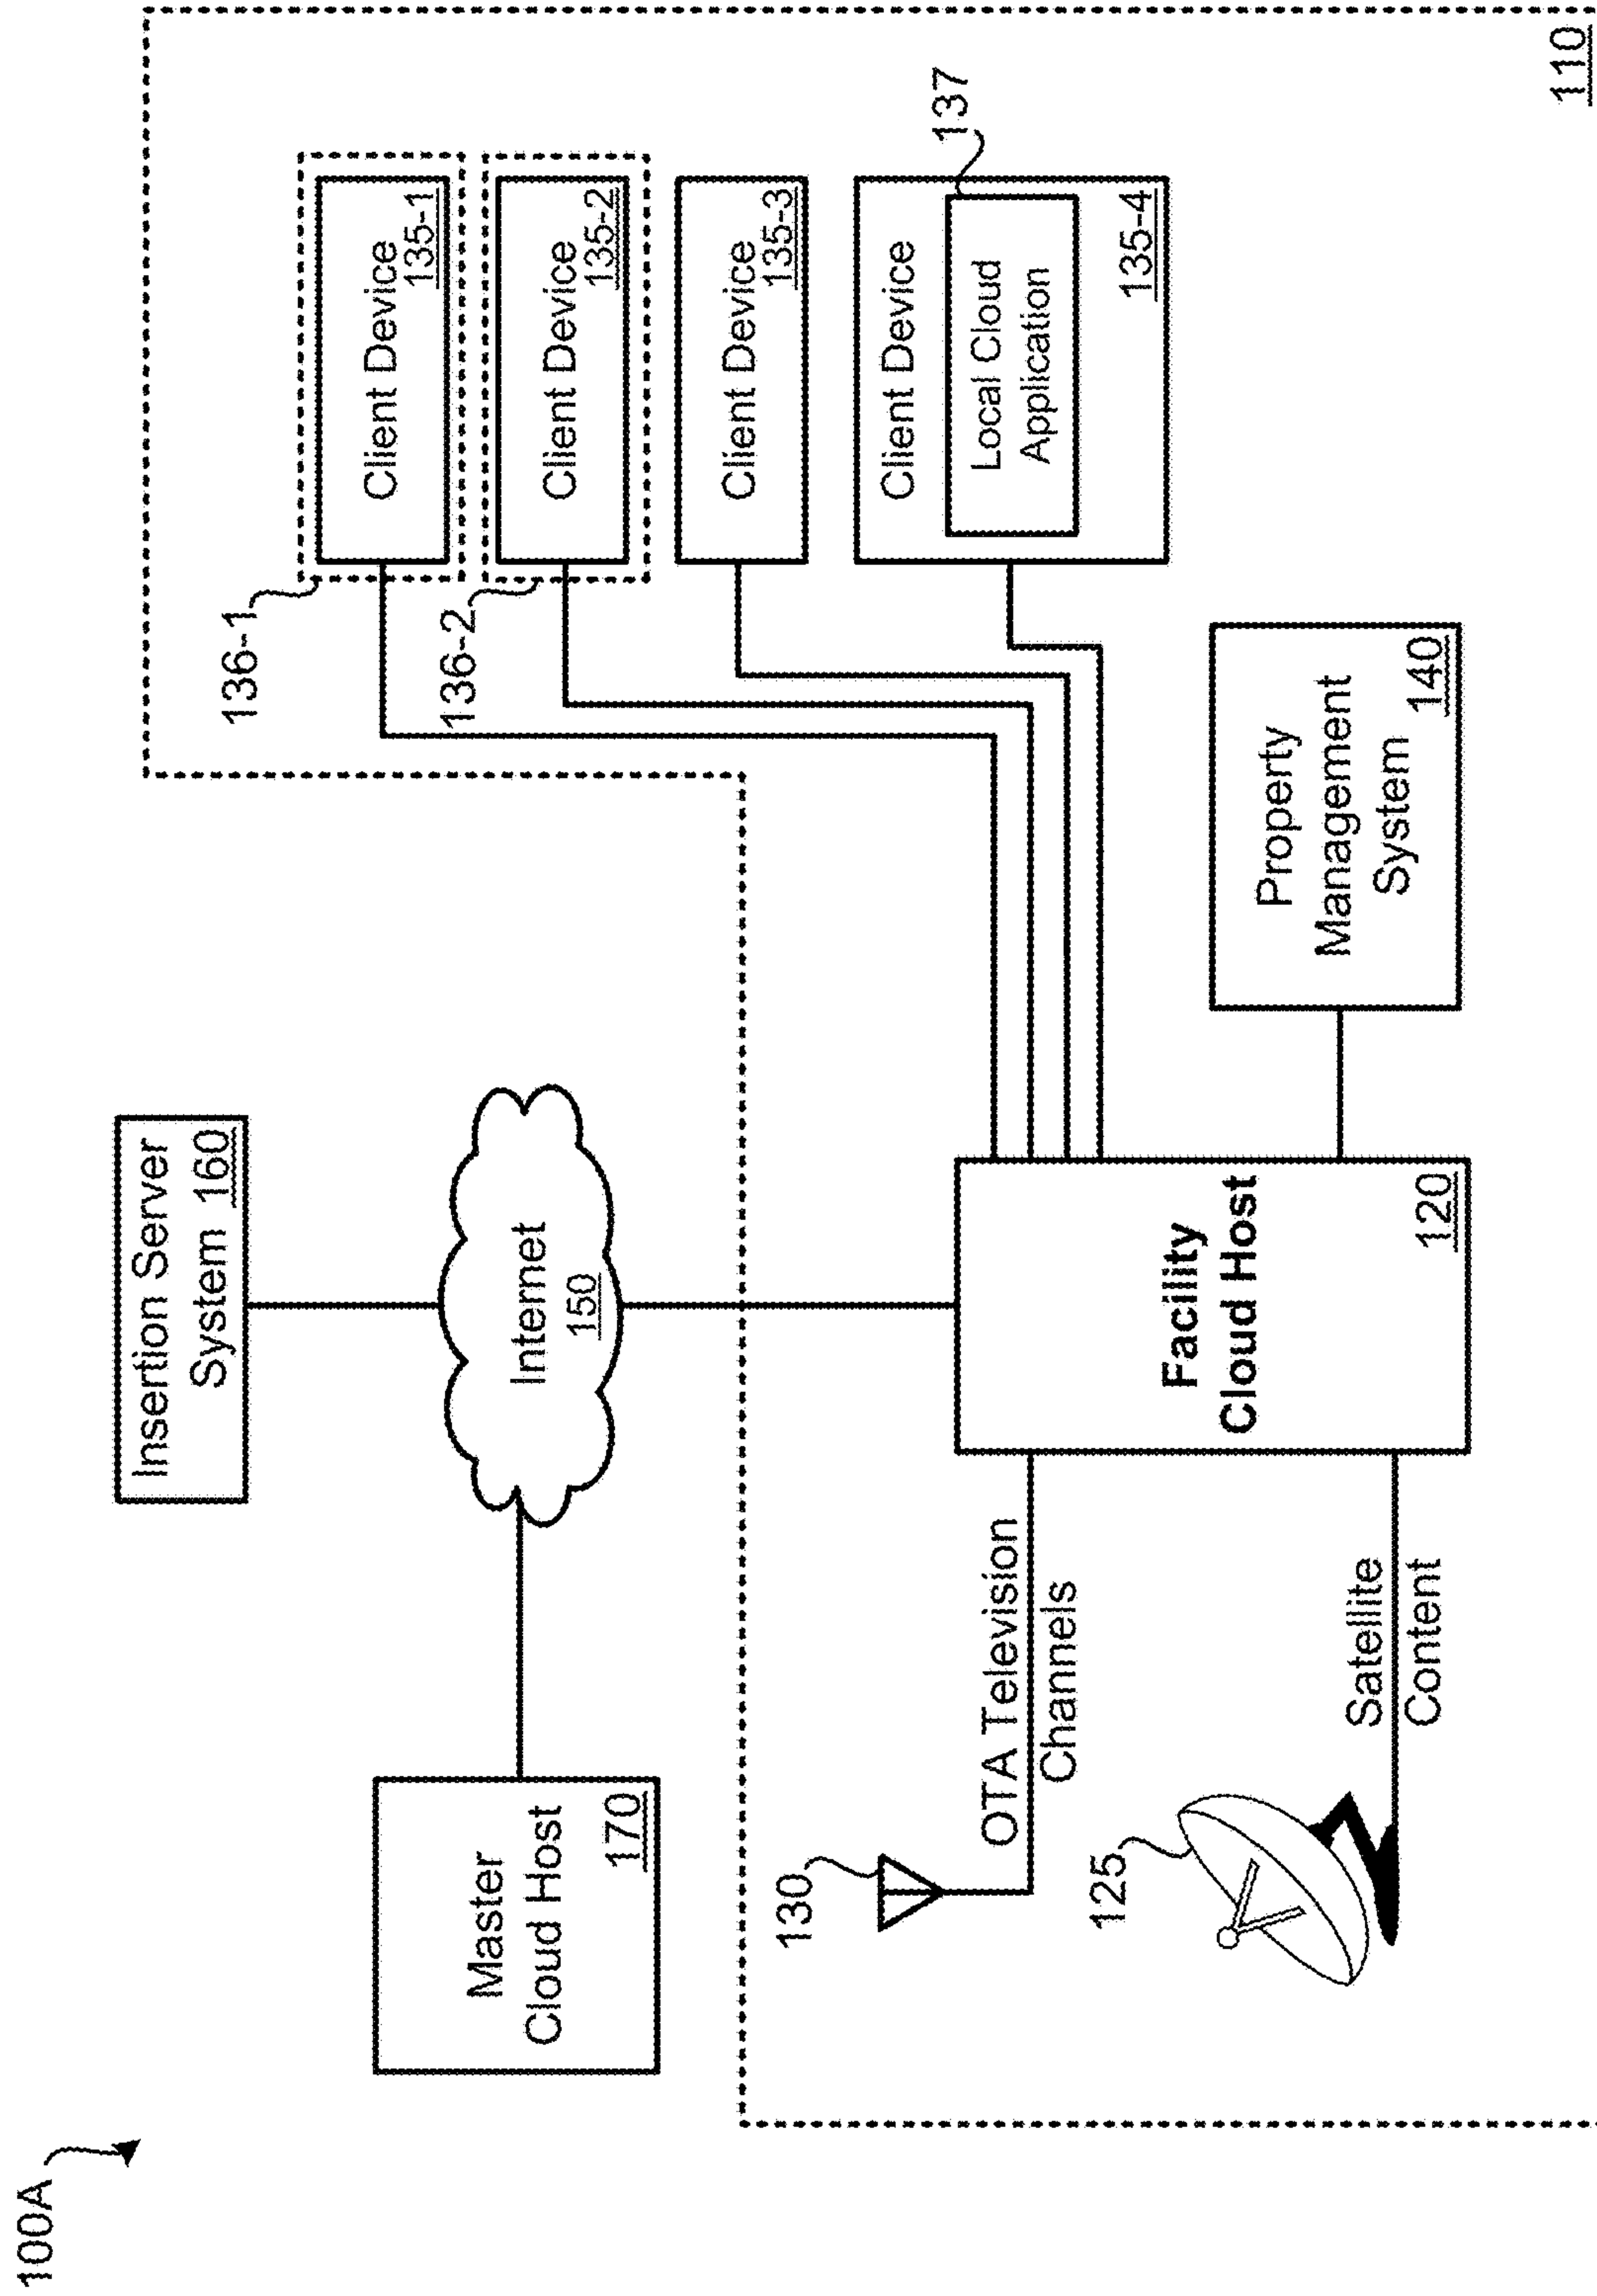 100A
Insertion Server
System 160
Master
Cloud Host
170
Internet
150
136-1
136-2
Client Device
135-1
Client Device
135-2
Client Device
135-3
Client Device
Local Cloud
Application
135-4
137
130
OTA Television
Channels
125
Satellite
Content
Facility
Cloud Host
120
Property
Management
System
140
110